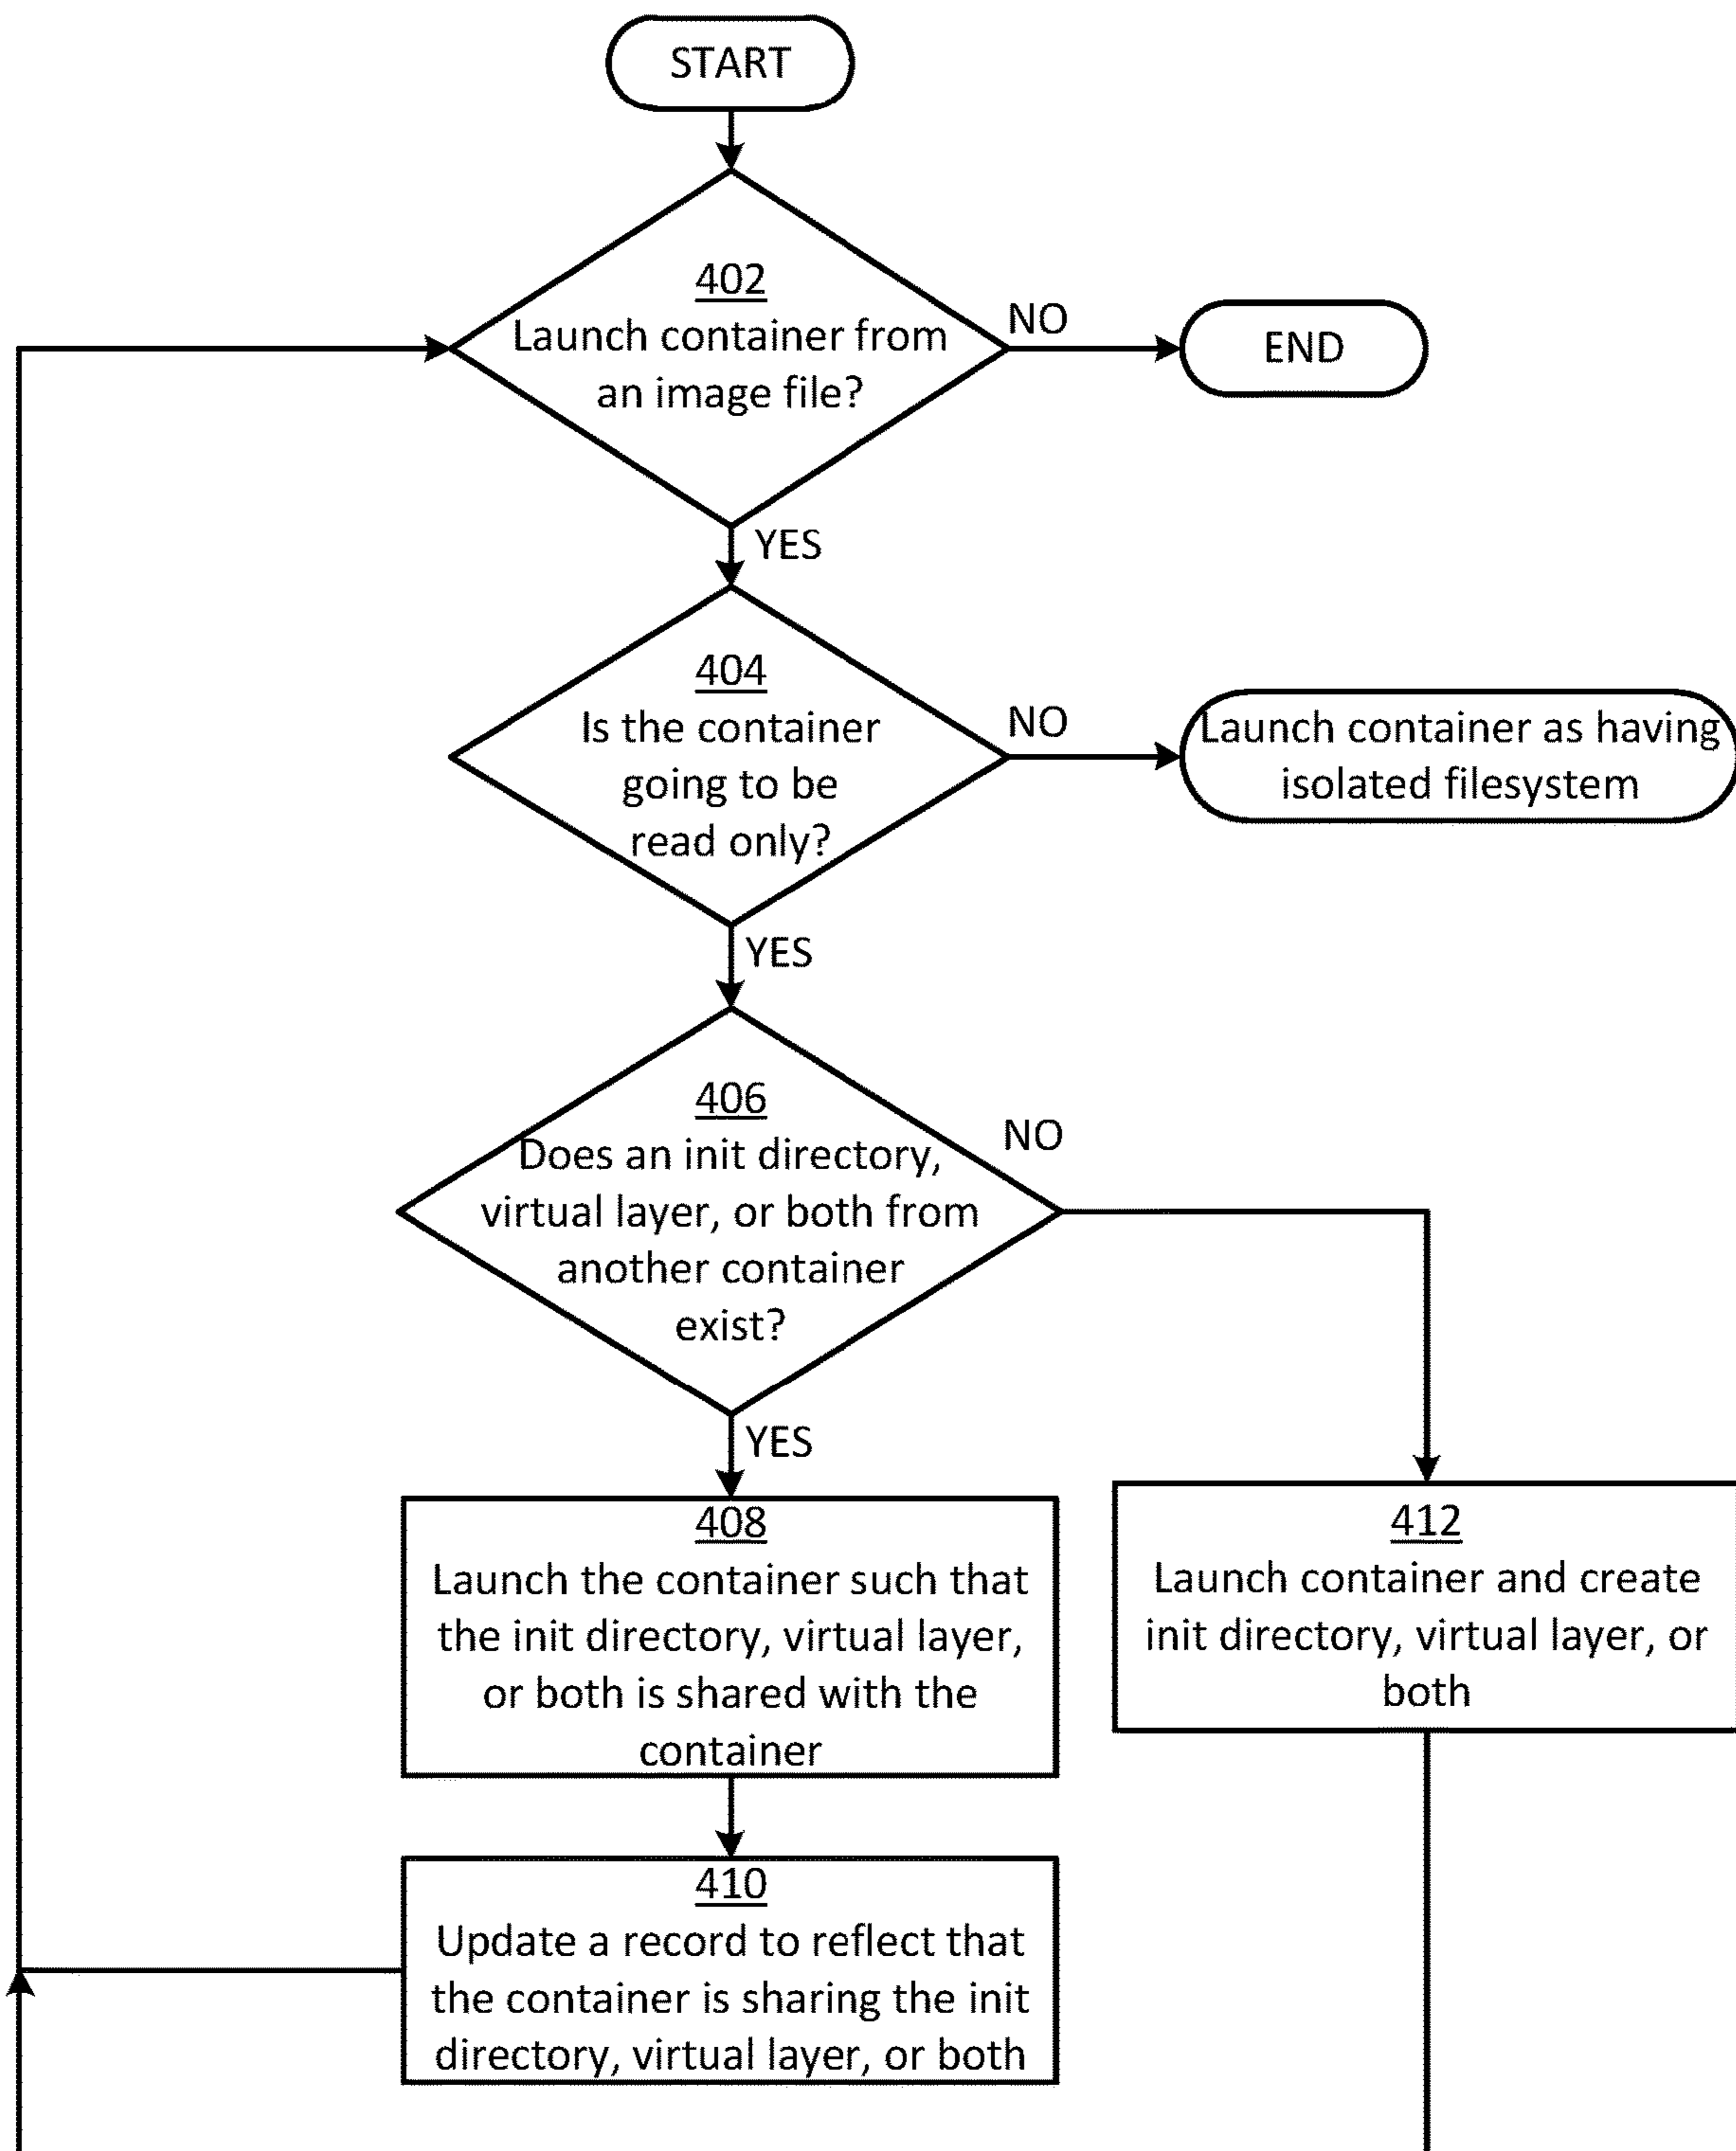 START
402
Launch container from
an image file?
NO
END
YES
404
Is the container
going to be
read only?
NO
Launch container as having
isolated filesystem
YES
406
Does an init directory,
virtual layer, or both from
another container
exist?
NO
YES
408
Launch the container such that
the init directory, virtual layer,
or both is shared with the
container
412
Launch container and create
init directory, virtual layer, or
both
410
Update a record to reflect that
the container is sharing the init
directory, virtual layer, or both